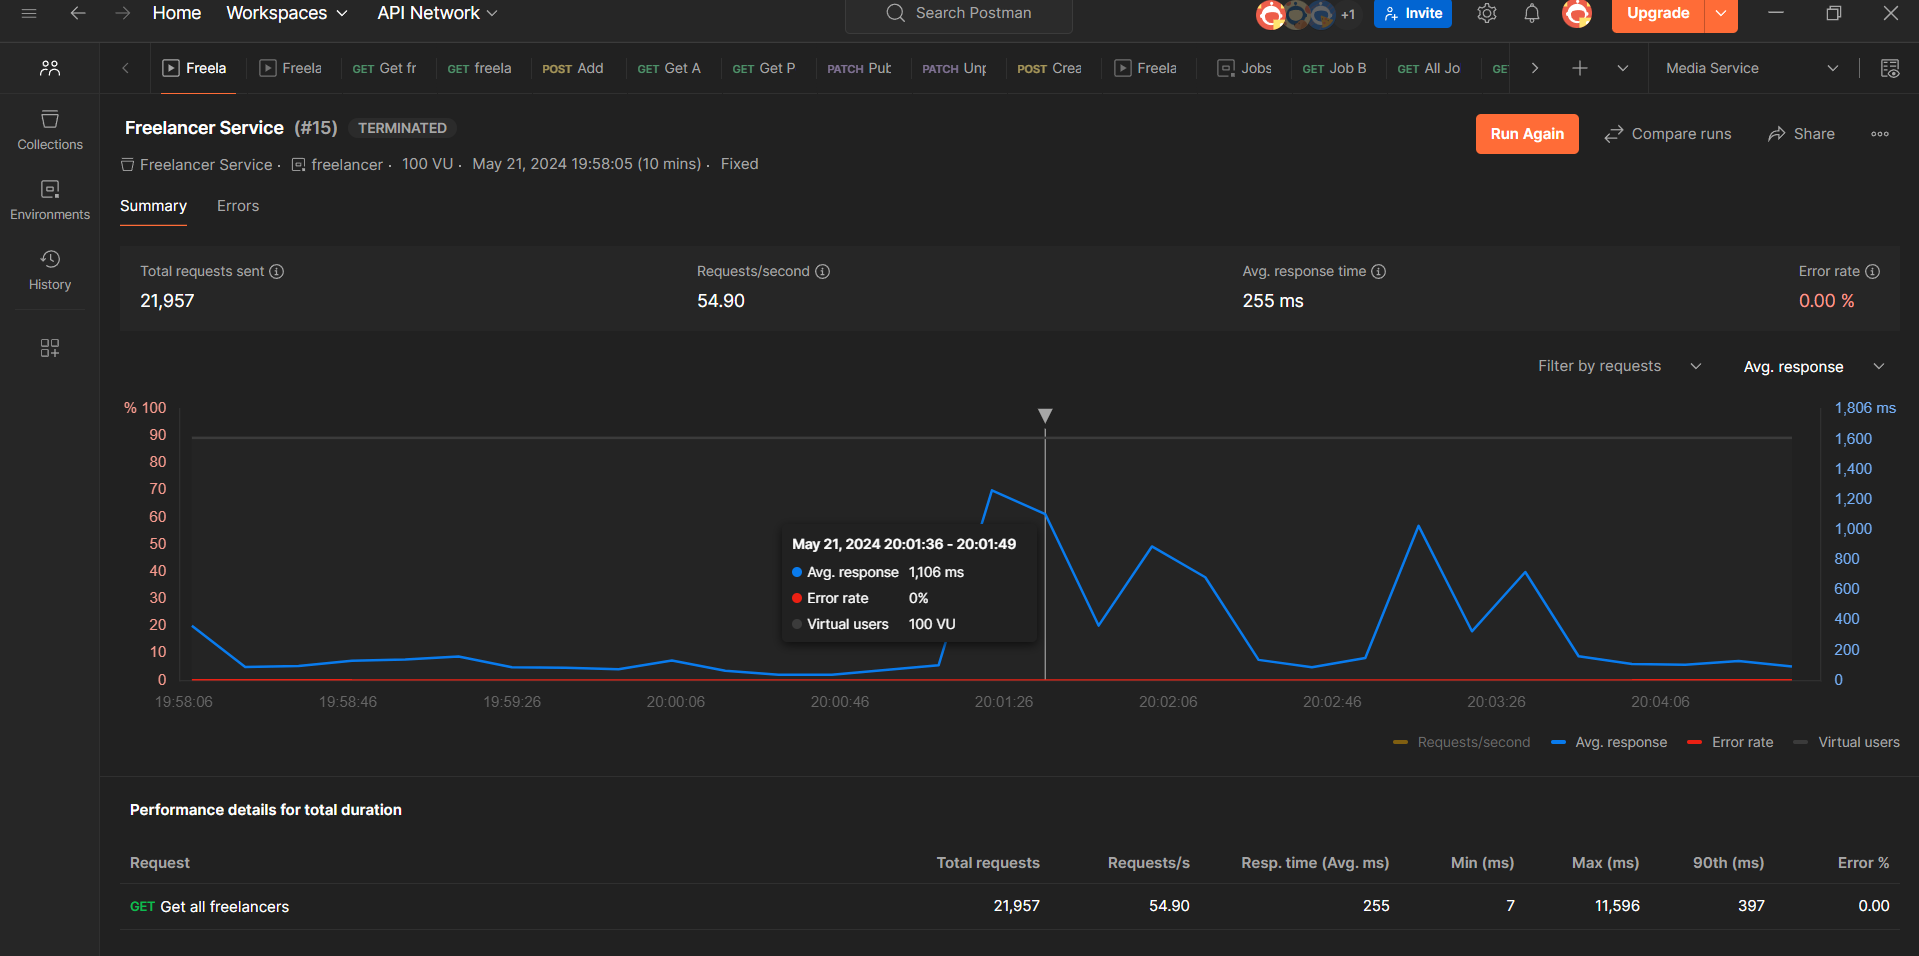 Home Workspaces API Network Search Postman +1 Invite Upgrade
Freela Freela GET Get fr GET freela POST Add GET Get A GET Get P PATCH Put PATCH Unp POST Crea Freela Jobs GET Job B GET All Jo GE Media Service
Collections
Environments
History
Freelancer Service (#15) TERMINATED
Run Again Compare runs Share
Freelancer Service · freelancer · 100 VU · May 21, 2024 19:58:05 (10 mins) · Fixed
Summary Errors
Total requests sent Requests/second Avg. response time Error rate
21,957 54.90 255 ms 0.00 %
Filter by requests Avg. response
% 100 1,806 ms
90 1,600
80 1,400
70 1,200
60 1,000
50 800
40 600
30 400
20 200
10
0 0
May 21, 2024 20:01:36 - 20:01:49
Avg. response 1,106 ms
Error rate 0%
Virtual users 100 VU
19:58:06 19:58:46 19:59:26 20:00:06 20:00:46 20:01:26 20:02:06 20:02:46 20:03:26 20:04:06
Requests/second Avg. response Error rate Virtual users
Performance details for total duration
Request Total requests Requests/s Resp. time (Avg. ms) Min (ms) Max (ms) 90th (ms) Error %
GET Get all freelancers 21,957 54.90 255 7 11,596 397 0.00